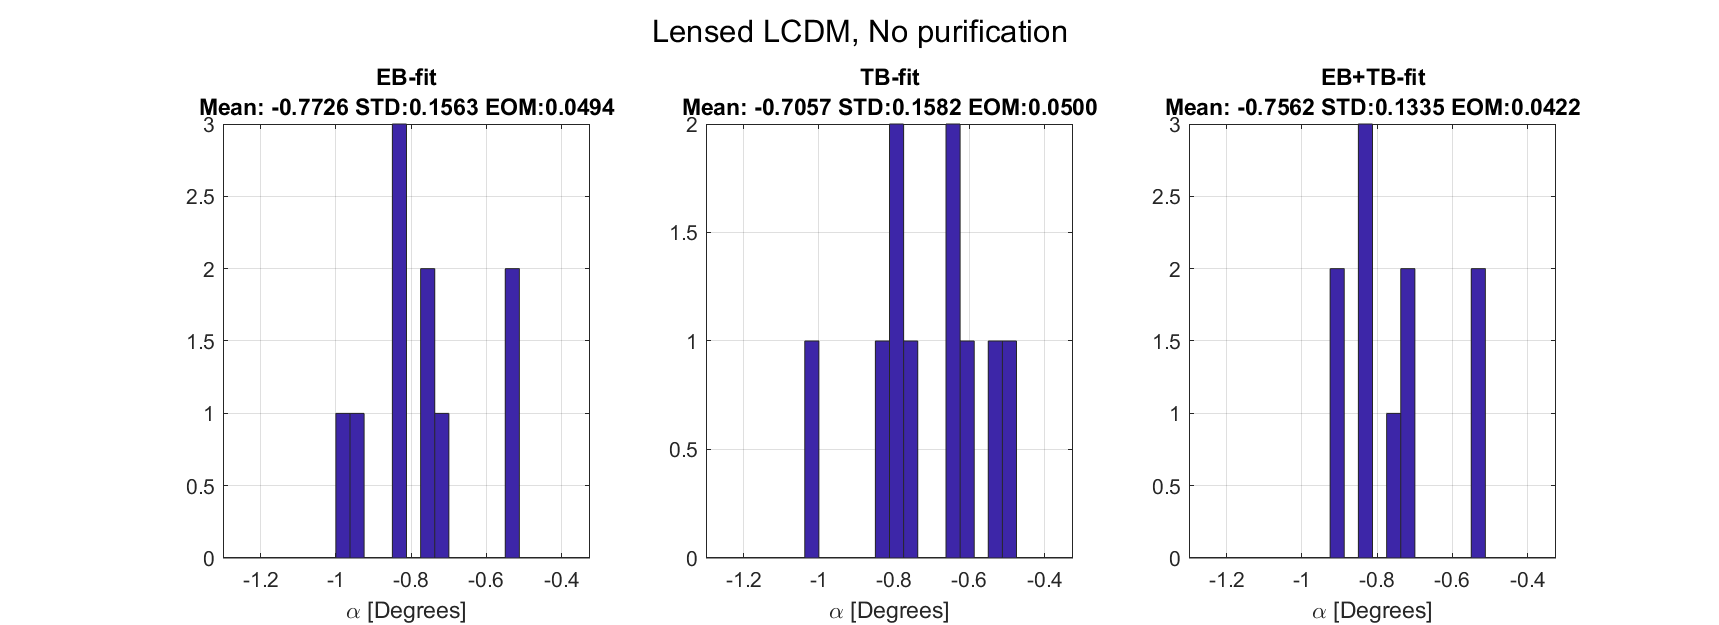 Lensed LCDM, No purification
EB-fit
Mean: -0.7726 STD:0.1563 EOM:0.0494
3
2.5
2
1.5
1
0.5
0
-1.2 -1 -0.8 -0.6 -0.4
α [Degrees]
TB-fit
Mean: -0.7057 STD:0.1582 EOM:0.0500
2
1.5
1
0.5
0
-1.2 -1 -0.8 -0.6 -0.4
α [Degrees]
EB+TB-fit
Mean: -0.7562 STD:0.1335 EOM:0.0422
3
2.5
2
1.5
1
0.5
0
-1.2 -1 -0.8 -0.6 -0.4
α [Degrees]